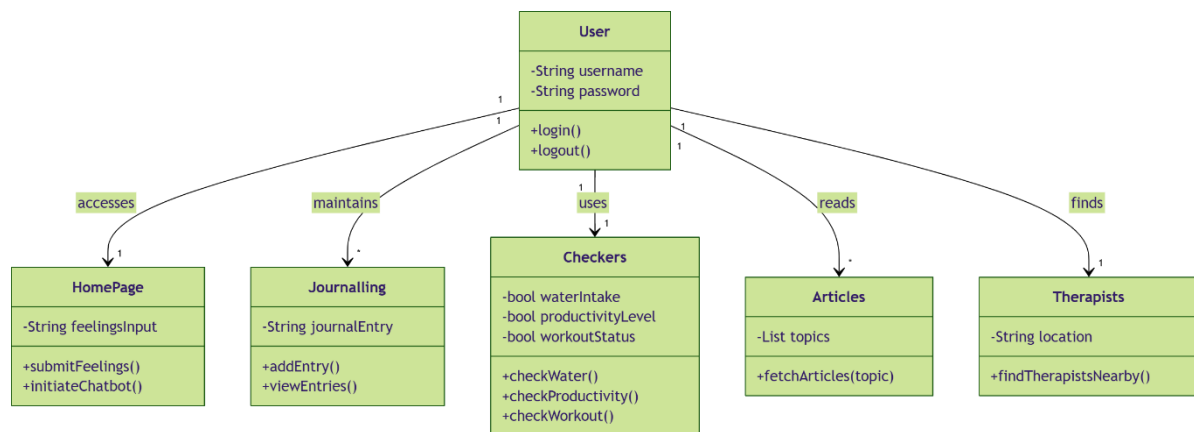 User
-String username
-String password
+login()
+logout()
1
1
1
1
1
accesses
maintains
uses
reads
finds
1
*
1
*
1
HomePage
-String feelingsInput
+submitFeelings()
+initiateChatbot()
Journalling
-String journalEntry
+addEntry()
+viewEntries()
Checkers
-bool waterIntake
-bool productivityLevel
-bool workoutStatus
+checkWater()
+checkProductivity()
+checkWorkout()
Articles
-List topics
+fetchArticles(topic)
Therapists
-String location
+findTherapistsNearby()